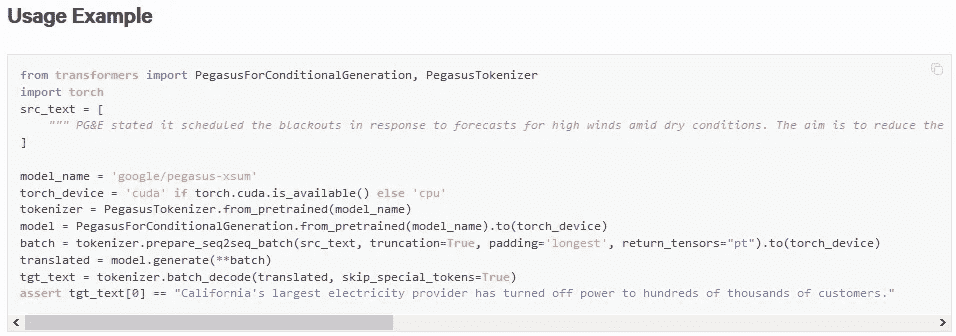 Usage Example
from transformers import PegasusForConditionalGeneration, PegasusTokenizer
import torch
src_text = [
    """ PG&E stated it scheduled the blackouts in response to forecasts for high winds amid dry conditions. The aim is to reduce the
]
model_name = 'google/pegasus-xsum'
torch_device = 'cuda' if torch.cuda.is_available() else 'cpu'
tokenizer = PegasusTokenizer.from_pretrained(model_name)
model = PegasusForConditionalGeneration.from_pretrained(model_name).to(torch_device)
batch = tokenizer.prepare_seq2seq_batch(src_text, truncation=True, padding='longest', return_tensors="pt").to(torch_device)
translated = model.generate(**batch)
tgt_text = tokenizer.batch_decode(translated, skip_special_tokens=True)
assert tgt_text[0] == "California's largest electricity provider has turned off power to hundreds of thousands of customers."